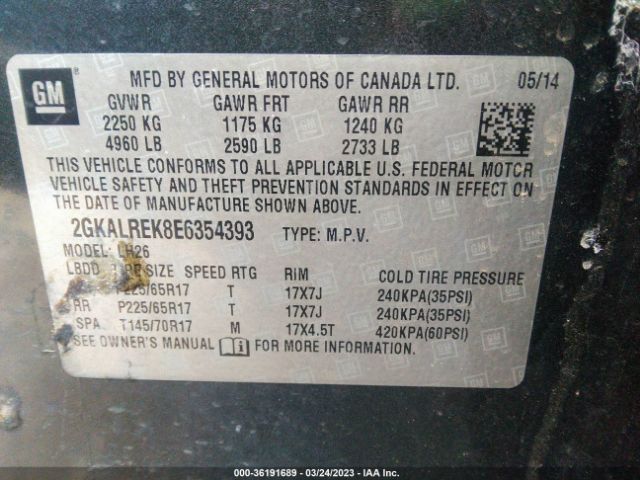 GM ®
MFD BY GENERAL MOTORS OF CANADA LTD. 05/14
GVWR GAWR FRT GAWR RR
2250 KG 1175 KG 1240 KG
4960 LB 2590 LB 2733 LB
THIS VEHICLE CONFORMS TO ALL APPLICABLE U.S. FEDERAL MOTOR
VEHICLE SAFETY AND THEFT PREVENTION STANDARDS IN EFFECT ON
THE DATE OF MANUFACTURE SHOWN ABOVE.
2GKALREK8E6354393 TYPE: M.P.V.
MODEL: LH26
SIZE SPEED RTG RIM COLD TIRE PRESSURE
P225/65R17 T 17X7J 240KPA(35PSI)
RR P225/65R17 T 17X7J 240KPA(35PSI)
SPA T145/70R17 M 17X4.5T 420KPA(60PSI)
SEE OWNER'S MANUAL i FOR MORE INFORMATION.
000-36191689 - 03/24/2023 - IAA Inc.